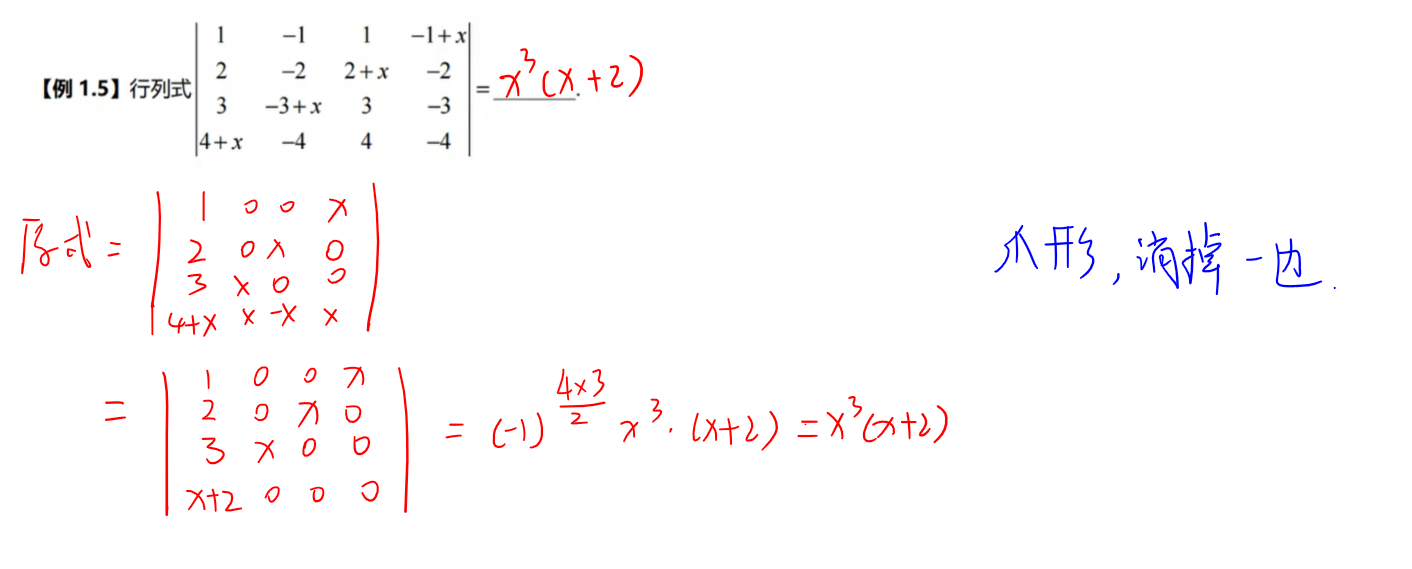 1 -1 1 -1+x
2 -2 2+x -2
【例 1.5】行列式 = x³(x+2).
3 -3+x 3 -3
4+x -4 4 -4
1 0 0 x
原式 = 2 0 x 0
3 x 0 0
4+x x -x x
爪形，消掉一边.
1 0 0 x
= 2 0 x 0 = (-1)^(4×3/2) x³·(x+2) = x³(x+2)
3 x 0 0
x+2 0 0 0